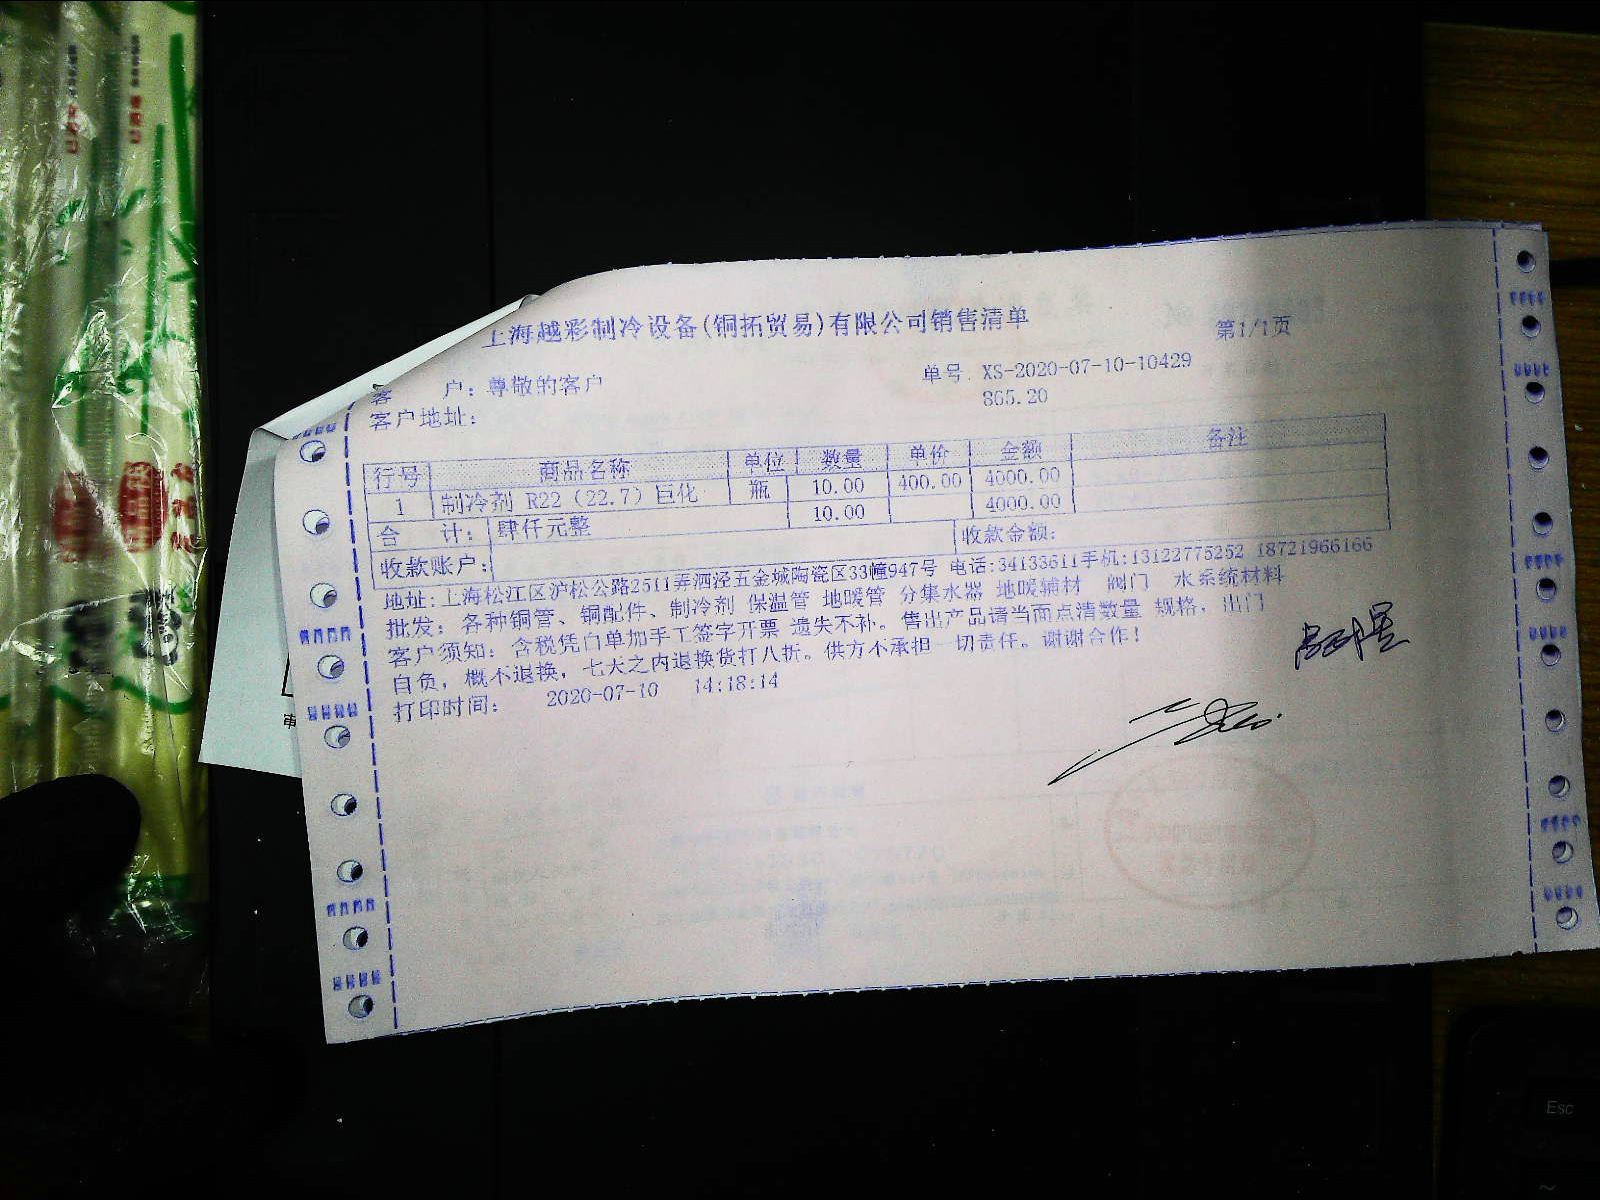 上海越彩制冷设备(铜拓贸易)有限公司销售清单
第1/1页
客 户: 尊敬的客户
单号 XS-2020-07-10-10429
客户地址:
865.20
行号 商品名称 单位 数量 单价 金额 备注
1 制冷剂 R22 (22.7) 巨化 瓶 10.00 400.00 4000.00
合 计: 肆仟元整 10.00 4000.00
收款账户: 收款金额:
地址: 上海松江区沪松公路2511弄泗泾五金城陶瓷区33幢947号 电话:34133611手机:13122775252 18721966166
批发: 各种铜管、铜配件、制冷剂 保温管 地暖管 分集水器 地暖辅材 阀门 水系统材料
客户须知: 含税凭白单加手工签字开票 遗失不补。售出产品请当面点清数量 规格, 出门
自负, 概不退换, 七天之内退换货打八折。供方不承担一切责任。谢谢合作!
打印时间: 2020-07-10 14:18:14
Esc